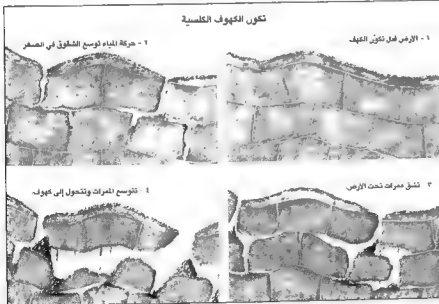 تكون الكهوف الكلسية
١ - الأرض قبل تكوّن الكهف
٢ - حركة المياه توسع الشقوق في الصخر
٣ - تشق ممرات تحت الأرض
٤ - تتوسع الممرات وتتحول إلى كهوف